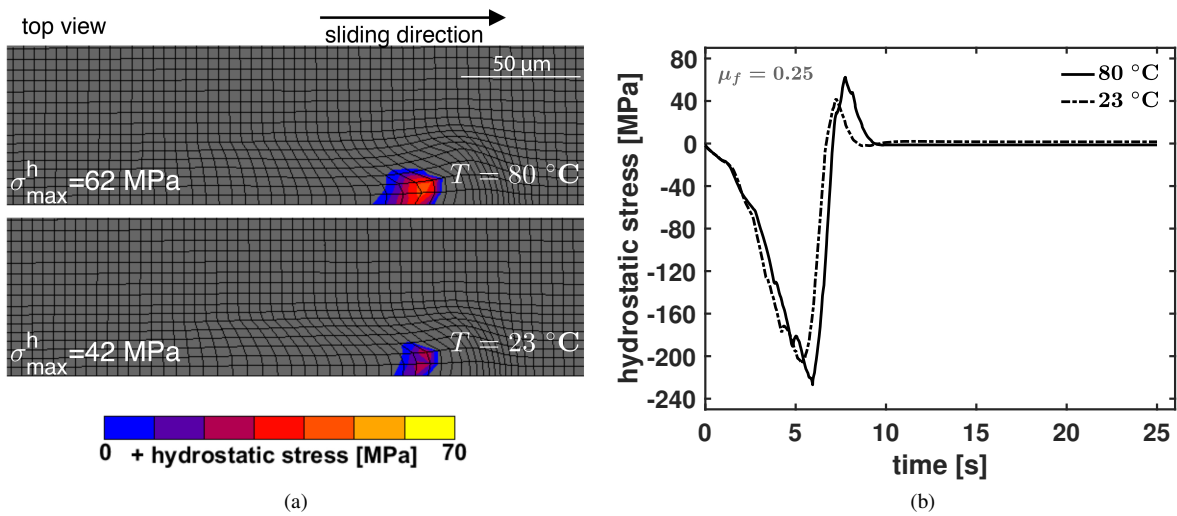 top view
sliding direction
50 µm
σ^h_max=62 MPa
T = 80 °C
σ^h_max=42 MPa
T = 23 °C
0 + hydrostatic stress [MPa] 70
(a)
μ_f = 0.25
80 °C
23 °C
80
40
0
-40
-80
-120
-160
-200
-240
hydrostatic stress [MPa]
0 5 10 15 20 25
time [s]
(b)